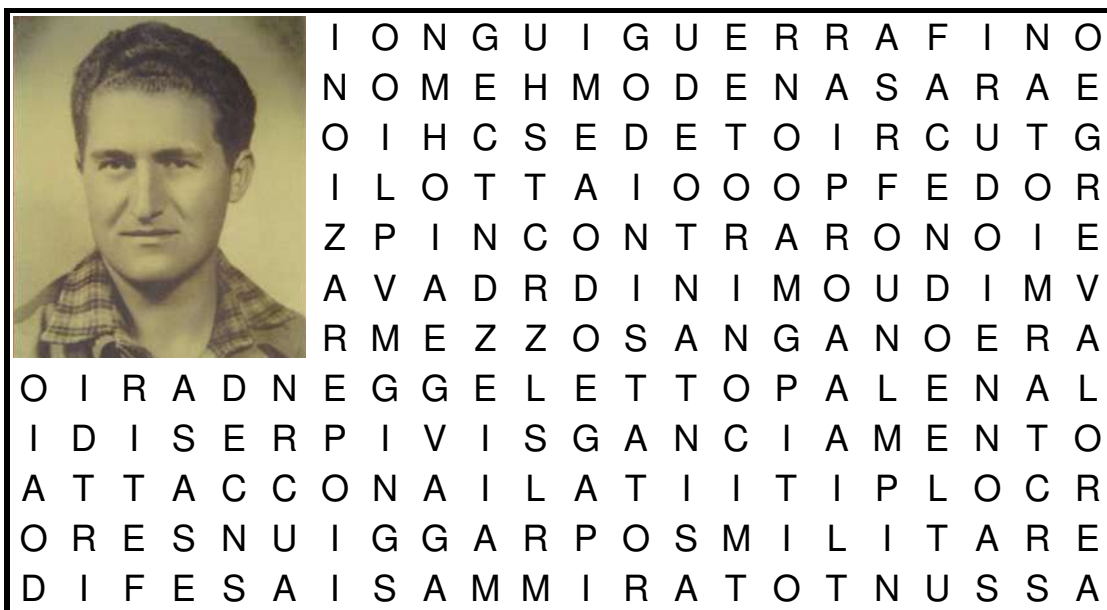 I O N G U I G U E R R A F I N O
N O M E H M O D E N A S A R A E
O I H C S E D E T O I R C U T G
I L O T T A I O O O P F E D O R
Z P I N C O N T R A R O N O I E
A V A D R D I N I M O U D I M V
R M E Z Z O S A N G A N O E R A
O I R A D N E G G E L E T T O P A L E N A L
I D I S E R P I V I S G A N C I A M E N T O
A T T A C C O N A I L A T I I T I P L O C R
O R E S N U I G G A R P O S M I L I T A R E
D I F E S A I S A M M I R A T O T N U S S A